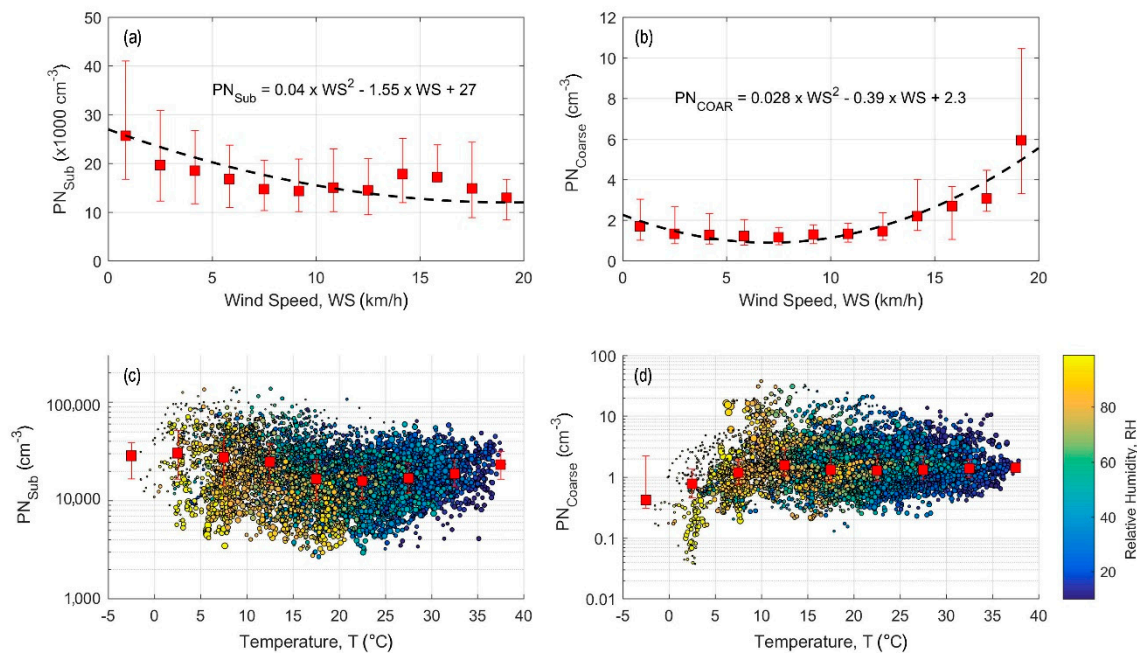 (a)
PN_Sub = 0.04 x WS² - 1.55 x WS + 27
PN_Sub (x1000 cm⁻³)
50
40
30
20
10
0
0 5 10 15 20
Wind Speed, WS (km/h)
(b)
PN_COAR = 0.028 x WS² - 0.39 x WS + 2.3
PN_Coarse (cm⁻³)
12
10
8
6
4
2
0
0 5 10 15 20
Wind Speed, WS (km/h)
(c)
PN_Sub (cm⁻³)
100,000
10,000
1,000
-5 0 5 10 15 20 25 30 35 40
Temperature, T (°C)
(d)
PN_Coarse (cm⁻³)
100
10
1
0.1
0.01
-5 0 5 10 15 20 25 30 35 40
Temperature, T (°C)
80
60
40
20
Relative Humidity, RH